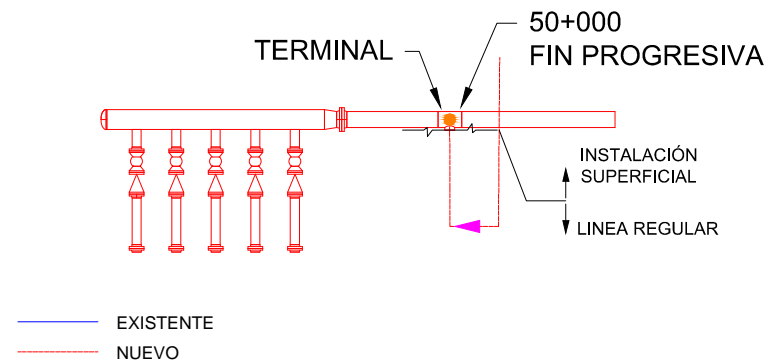 50+000
TERMINAL
FIN PROGRESIVA
INSTALACIÓN
SUPERFICIAL
LINEA REGULAR
EXISTENTE
NUEVO